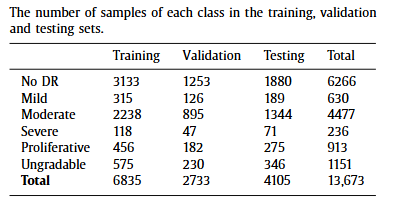 The number of samples of each class in the training, validation
and testing sets.
Training Validation Testing Total
No DR 3133 1253 1880 6266
Mild 315 126 189 630
Moderate 2238 895 1344 4477
Severe 118 47 71 236
Proliferative 456 182 275 913
Ungradable 575 230 346 1151
Total 6835 2733 4105 13,673